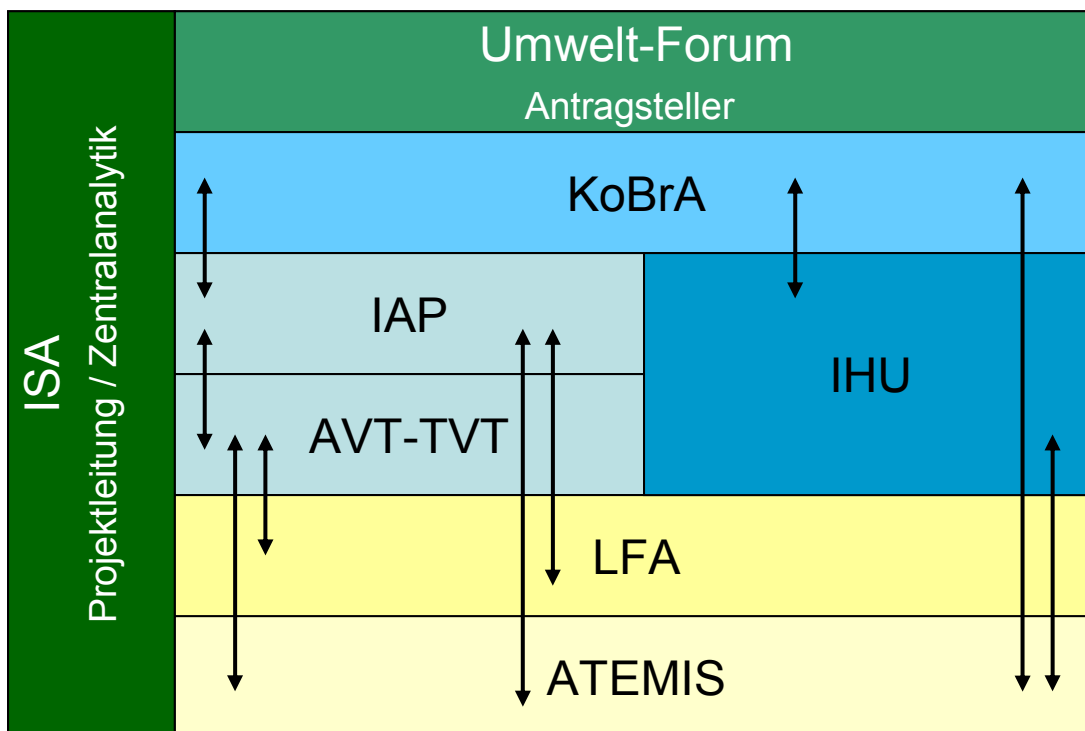 ISA
Projektleitung / Zentralanalytik
Umwelt-Forum
Antragsteller
KoBrA
IAP
IHU
AVT-TVT
LFA
ATEMIS